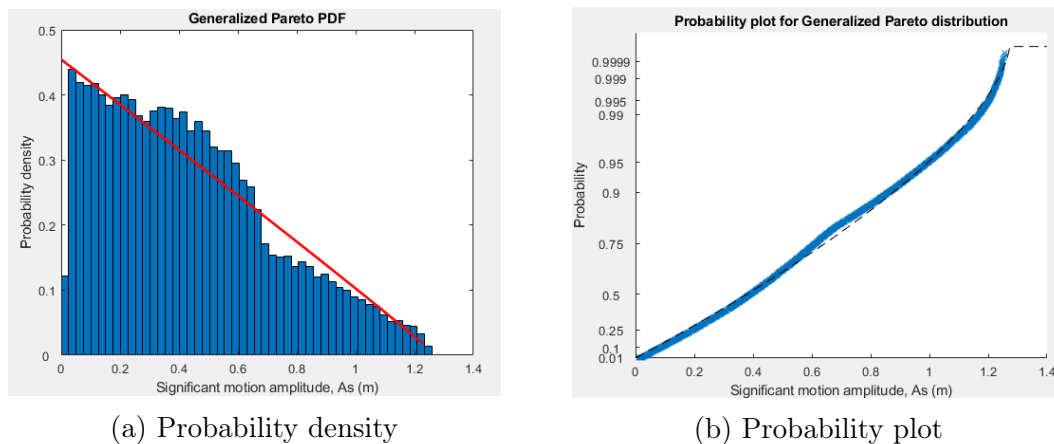 Generalized Pareto PDF
0.5
0.4
0.3
0.2
0.1
0
Probability density
0 0.2 0.4 0.6 0.8 1 1.2 1.4
Significant motion amplitude, As (m)
(a) Probability density
Probability plot for Generalized Pareto distribution
0.9999
0.999
0.995
0.99
0.95
0.9
0.75
0.5
0.25
0.1
0.01
Probability
0 0.2 0.4 0.6 0.8 1 1.2 1.4
Significant motion amplitude, As (m)
(b) Probability plot